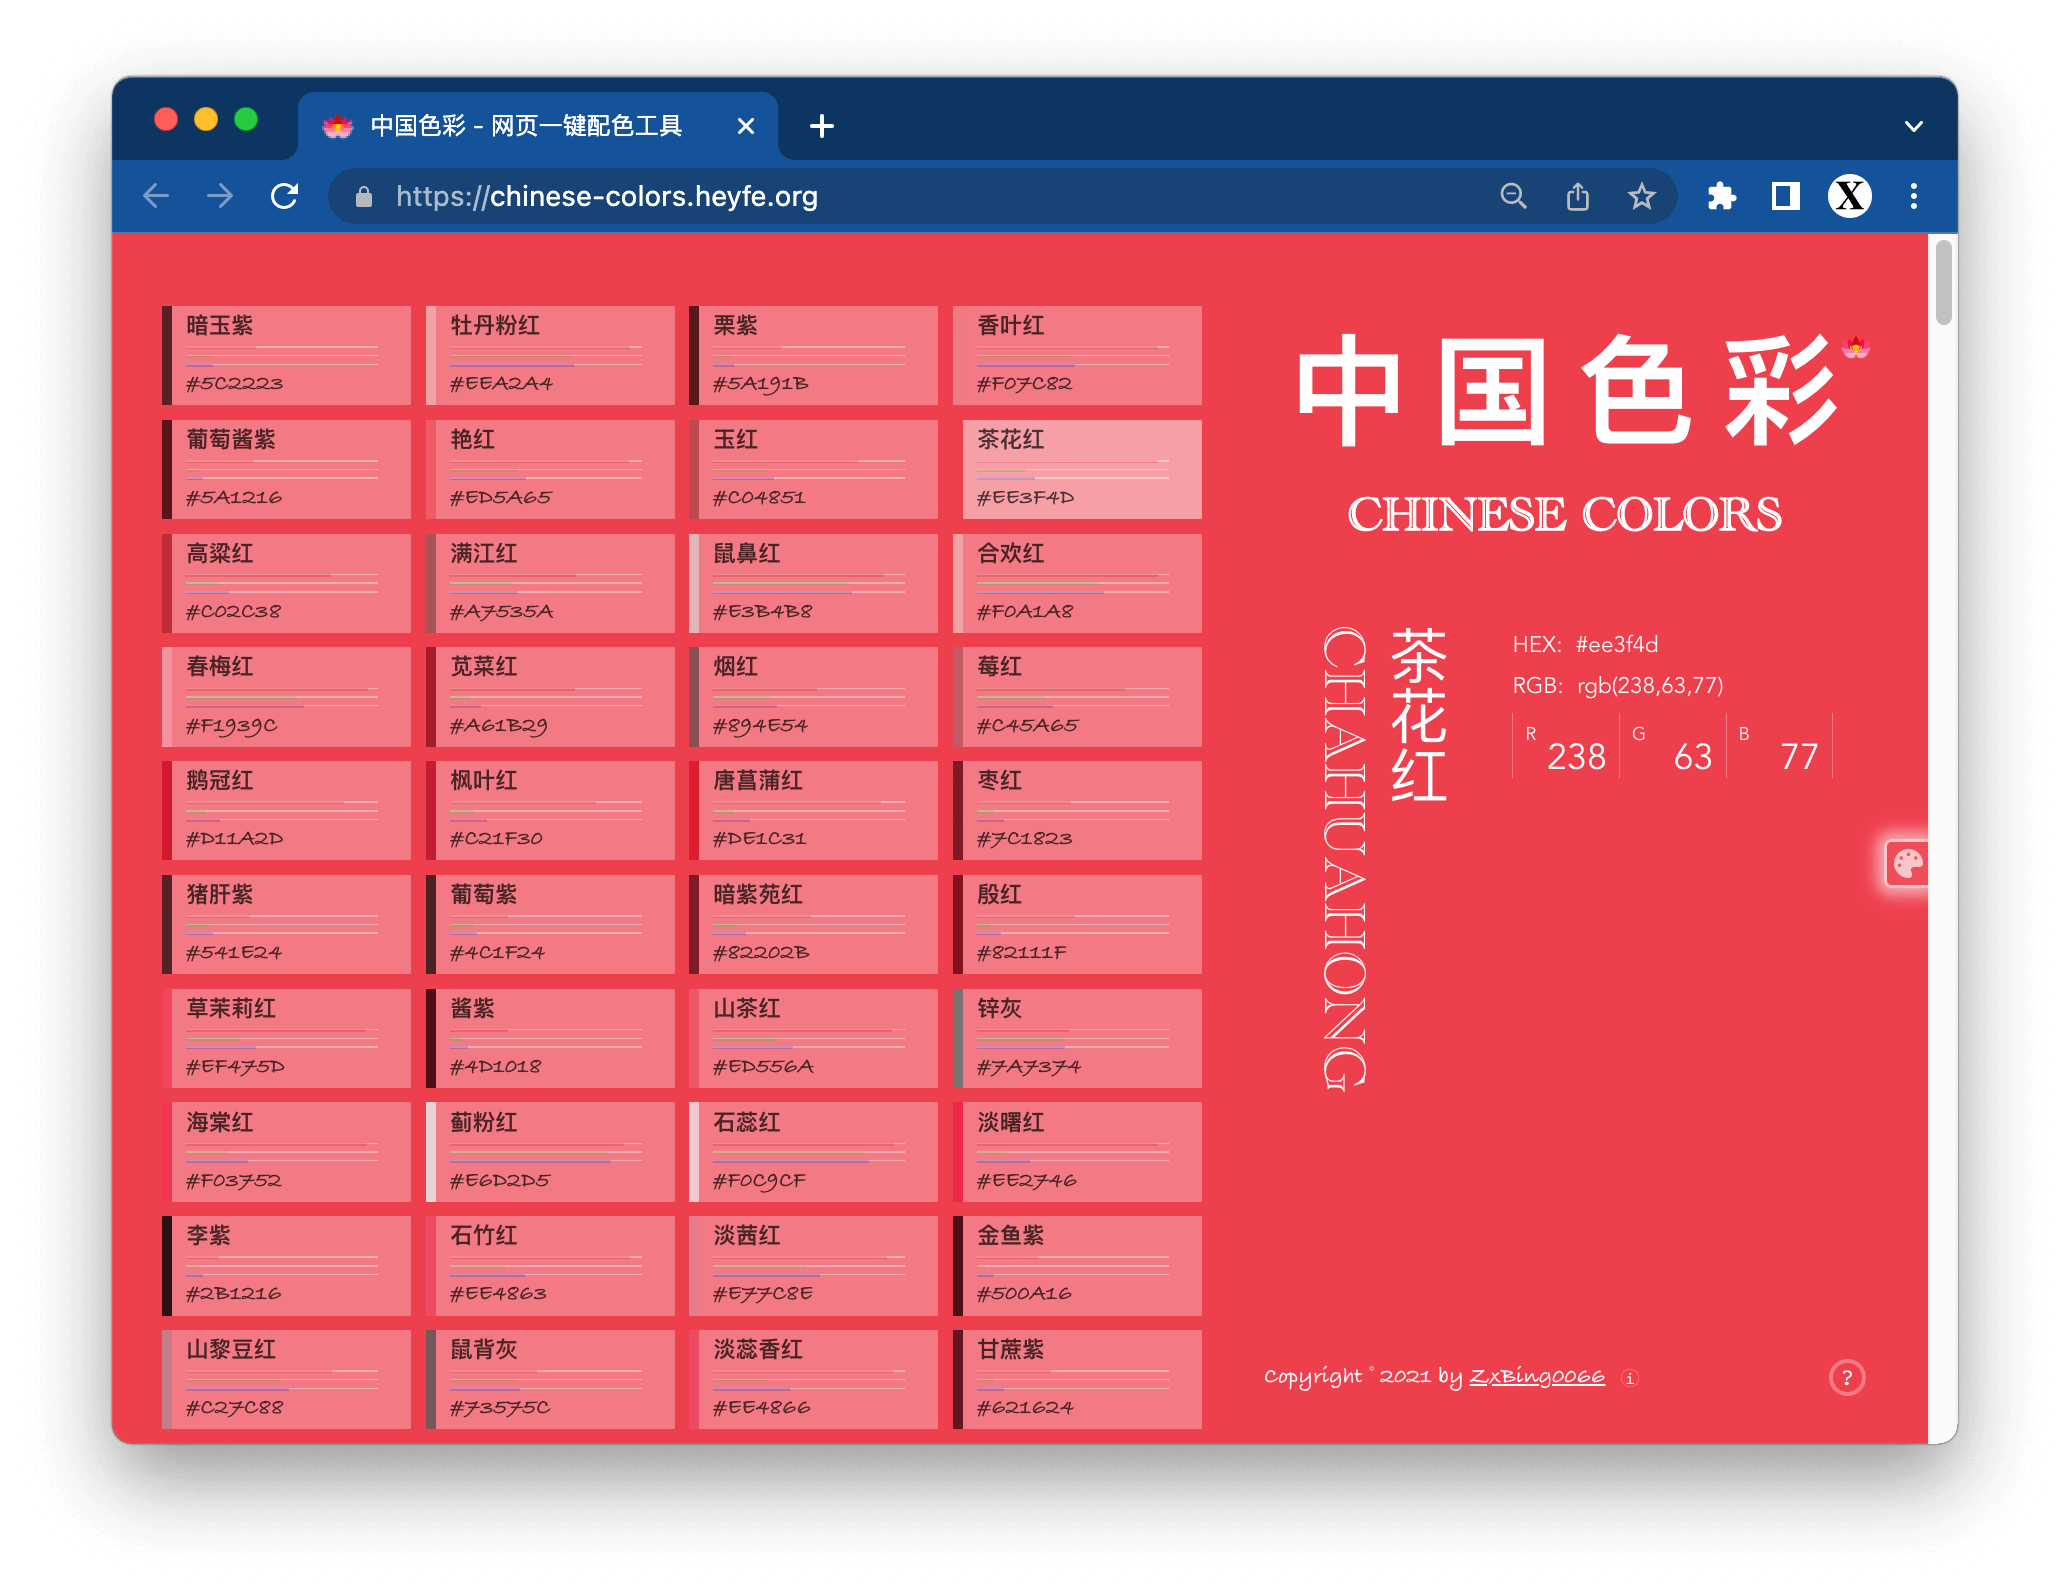 中国色彩 - 网页一键配色工具
https://chinese-colors.heyfe.org
X
暗玉紫
#5C2223
牡丹粉红
#EEA2A4
栗紫
#5A191B
香叶红
#F07C82
葡萄酱紫
#5A1216
艳红
#ED5A65
玉红
#C04851
茶花红
#EE3F4D
高粱红
#C02C38
满江红
#A7535A
鼠鼻红
#E3B4B8
合欢红
#F0A1A8
春梅红
#F1939C
苋菜红
#A61B29
烟红
#894E54
莓红
#C45A65
鹅冠红
#D11A2D
枫叶红
#C21F30
唐菖蒲红
#DE1C31
枣红
#7C1823
猪肝紫
#541E24
葡萄紫
#4C1F24
暗紫苑红
#82202B
殷红
#82111F
草茉莉红
#EF475D
酱紫
#4D1018
山茶红
#ED556A
锌灰
#7A7374
海棠红
#F03752
蓟粉红
#E6D2D5
石蕊红
#F0C9CF
淡曙红
#EE2746
李紫
#2B1216
石竹红
#EE4863
淡茜红
#E77C8E
金鱼紫
#500A16
山黎豆红
#C27C88
鼠背灰
#73575C
淡蕊香红
#EE4866
甘蔗紫
#621624
中国色彩
CHINESE COLORS
茶花红
CHAHUAHONG
HEX: #ee3f4d
RGB: rgb(238,63,77)
R 238 G 63 B 77
Copyright © 2021 by ZxBing0066 i
?